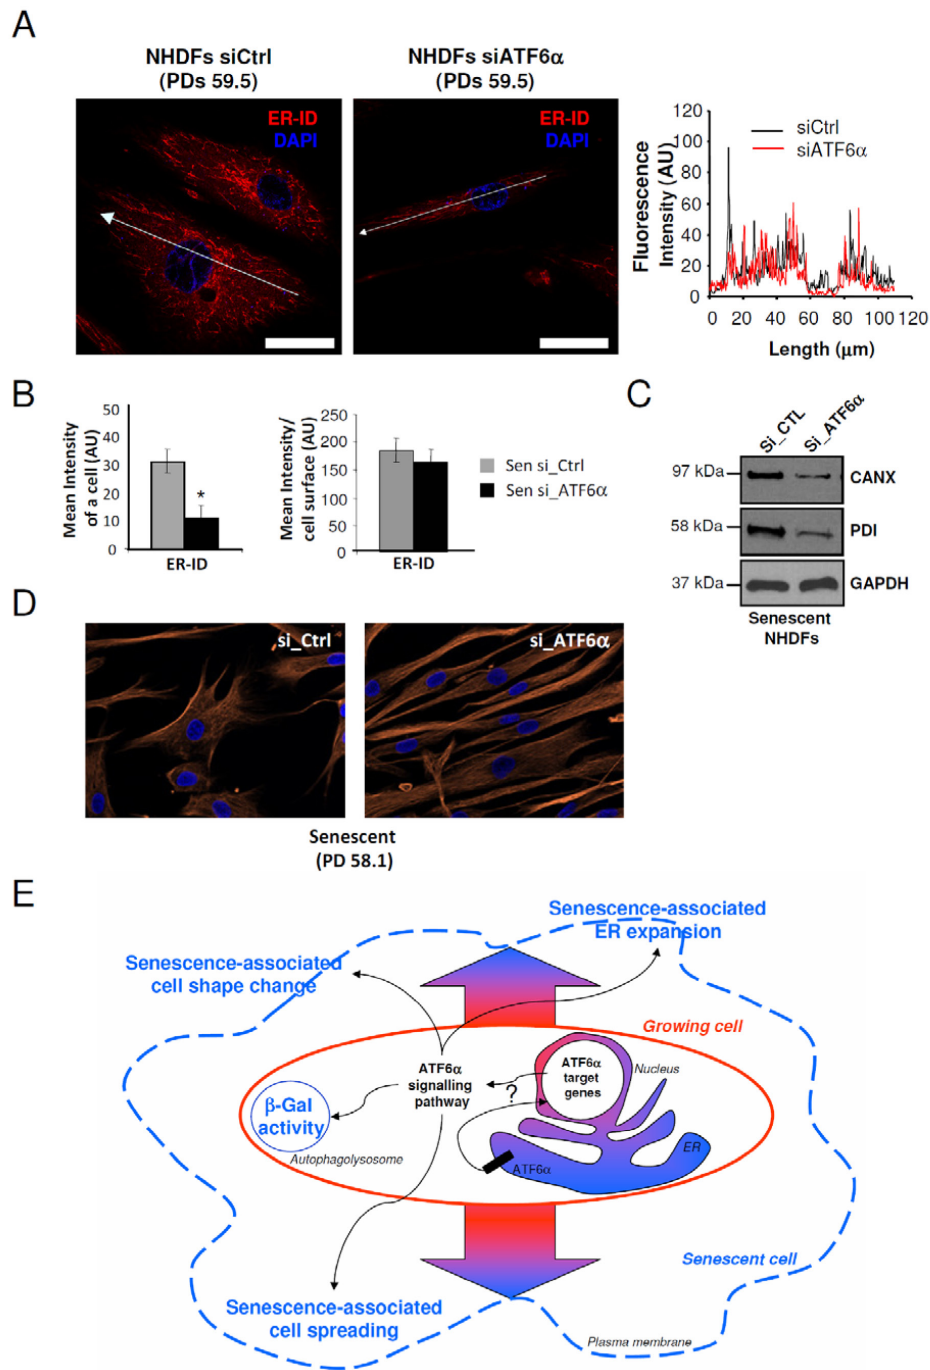 A
NHDFs siCtrl
(PDs 59.5)
NHDFs siATF6α
(PDs 59.5)
ER-ID
DAPI
ER-ID
DAPI
Fluorescence
Intensity (AU)
120
100
80
60
40
20
0
siCtrl
siATF6α
0 20 40 60 80 100 120
Length (µm)
B
Mean Intensity
of a cell (AU)
50
40
30
20
10
0
*
ER-ID
Mean Intensity/
cell surface (AU)
250
200
150
100
50
0
ER-ID
Sen si_Ctrl
Sen si_ATF6α
C
Si_CTL
Si_ATF6α
97 kDa
CANX
58 kDa
PDI
37 kDa
GAPDH
Senescent
NHDFs
D
si_Ctrl
si_ATF6α
Senescent
(PD 58.1)
E
Senescence-associated
ER expansion
Senescence-associated
cell shape change
Growing cell
ATF6α
signalling
pathway
?
ATF6α
target
genes
Nucleus
β-Gal
activity
Autophagolysosome
ATF6α
ER
Senescence-associated
cell spreading
Senescent cell
Plasma membrane